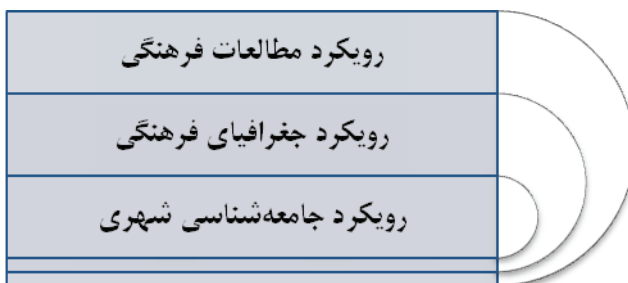 رویکرد مطالعات فرهنگی
رویکرد جغرافیای فرهنگی
رویکرد جامعه‌شناسی شهری